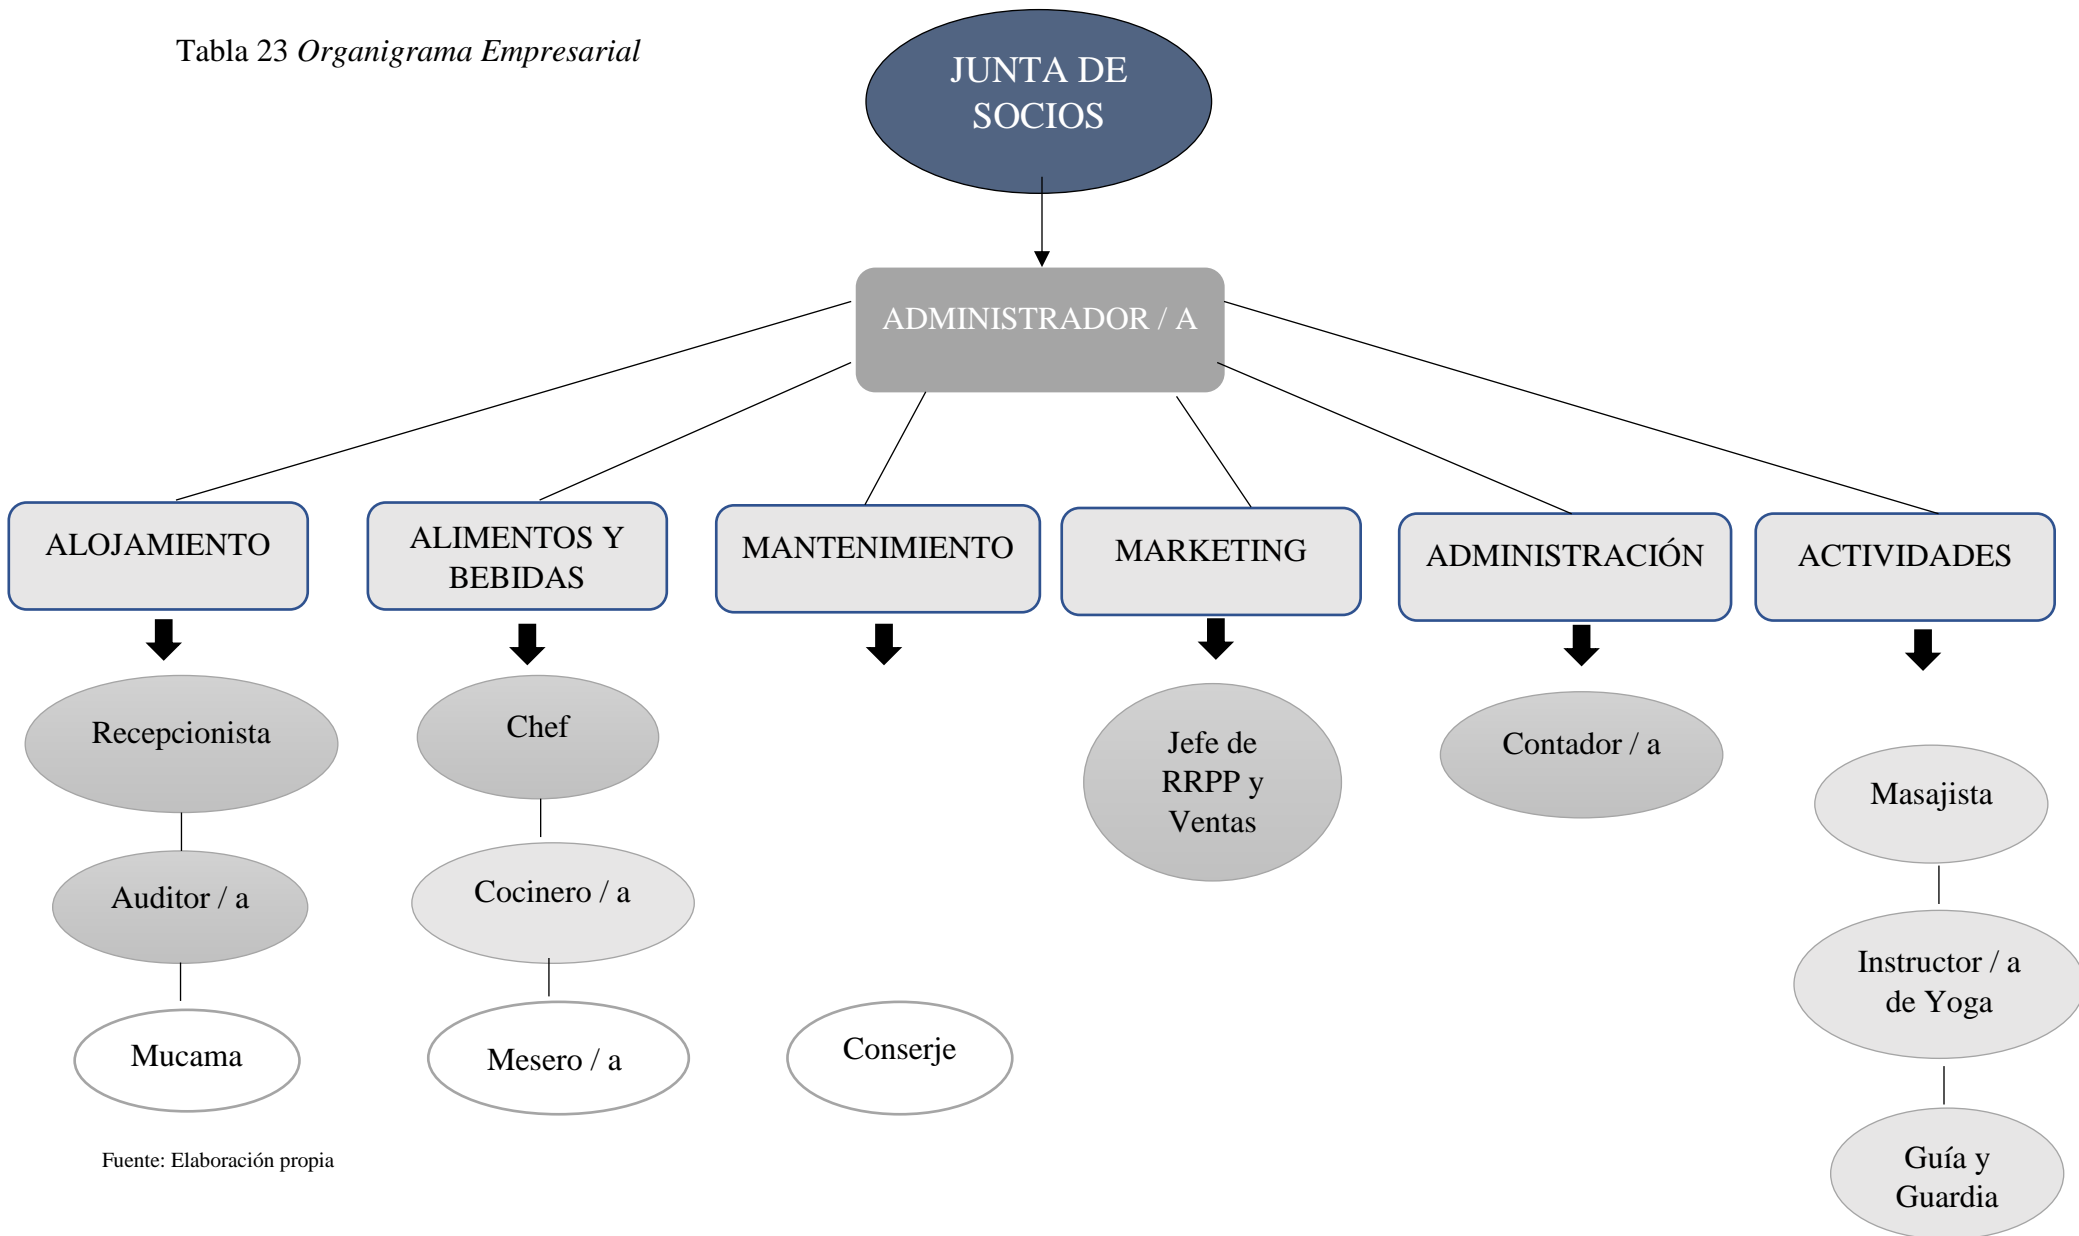 Tabla 23 Organigrama Empresarial
JUNTA DE
SOCIOS
ADMINISTRADOR / A
ALOJAMIENTO
ALIMENTOS Y
BEBIDAS
MANTENIMIENTO
MARKETING
ADMINISTRACIÓN
ACTIVIDADES
Recepcionista
Chef
Jefe de
RRPP y
Ventas
Contador / a
Masajista
Auditor / a
Cocinero / a
Instructor / a
de Yoga
Mucama
Mesero / a
Conserje
Guía y
Guardia
Fuente: Elaboración propia